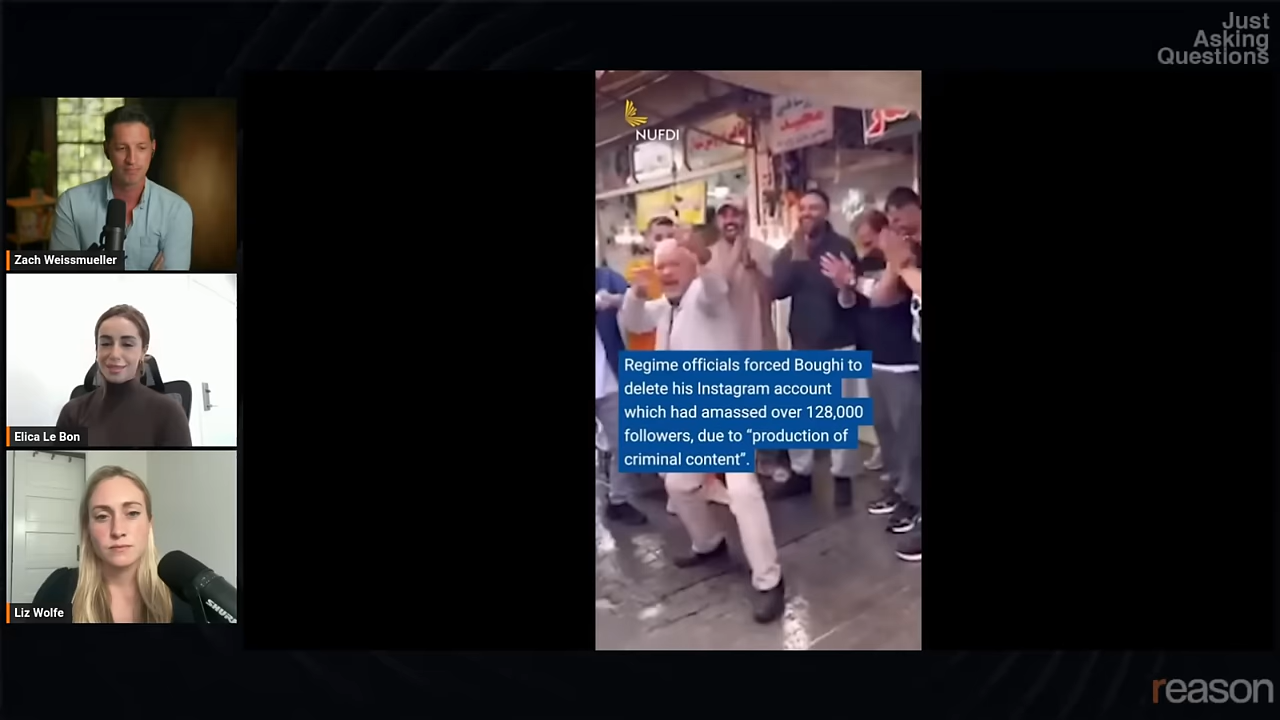 Just
Asking
Questions
Zach Weissmueller
Elica Le Bon
Liz Wolfe
NUFDI
مجید
Regime officials forced Boughi to
delete his Instagram account
which had amassed over 128,000
followers, due to “production of
criminal content”.
SHURE
reason